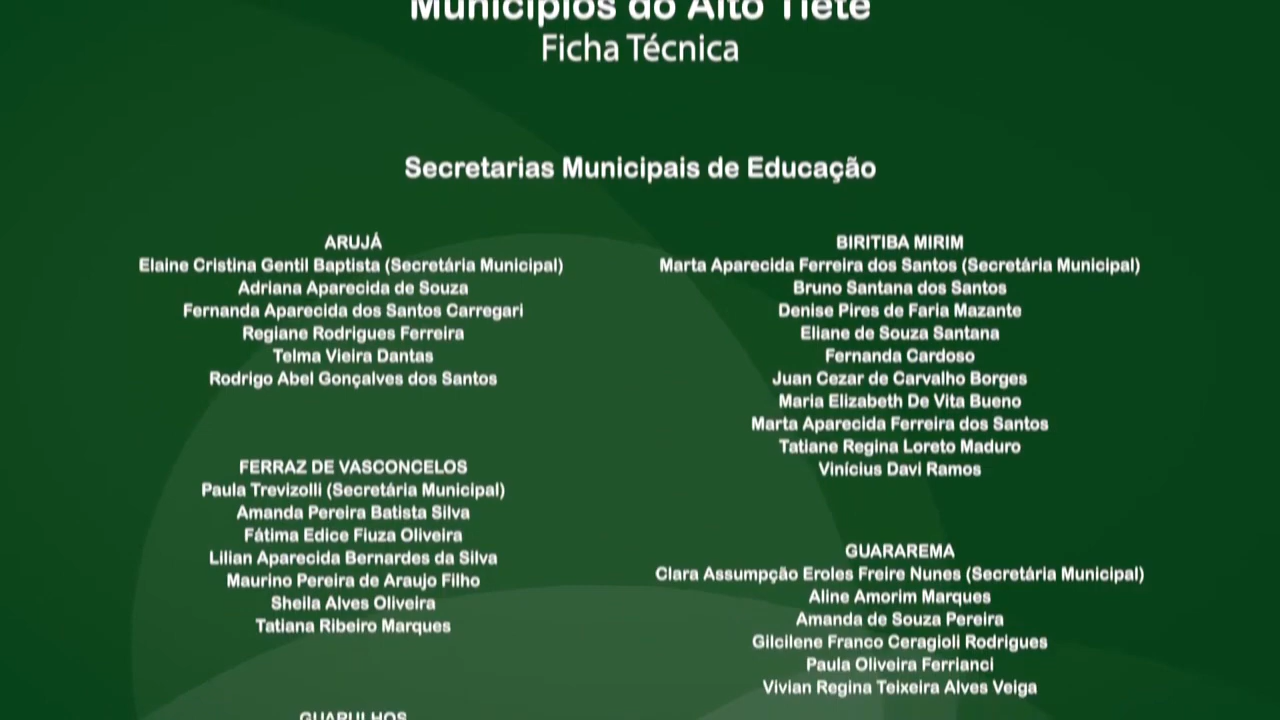 Municípios do Alto Tietê
Ficha Técnica
Secretarias Municipais de Educação
ARUJÁ
Elaine Cristina Gentil Baptista (Secretária Municipal)
Adriana Aparecida de Souza
Fernanda Aparecida dos Santos Carregari
Regiane Rodrigues Ferreira
Telma Vieira Dantas
Rodrigo Abel Gonçalves dos Santos
FERRAZ DE VASCONCELOS
Paula Trevizolli (Secretária Municipal)
Amanda Pereira Batista Silva
Fátima Edice Fiuza Oliveira
Lilian Aparecida Bernardes da Silva
Maurino Pereira de Araujo Filho
Sheila Alves Oliveira
Tatiana Ribeiro Marques
GUARULHOS
BIRITIBA MIRIM
Marta Aparecida Ferreira dos Santos (Secretária Municipal)
Bruno Santana dos Santos
Denise Pires de Faria Mazante
Eliane de Souza Santana
Fernanda Cardoso
Juan Cezar de Carvalho Borges
Maria Elizabeth De Vita Bueno
Marta Aparecida Ferreira dos Santos
Tatiane Regina Loreto Maduro
Vinícius Davi Ramos
GUARAREMA
Clara Assumpção Eroles Freire Nunes (Secretária Municipal)
Aline Amorim Marques
Amanda de Souza Pereira
Gilcilene Franco Ceragioli Rodrigues
Paula Oliveira Ferrianci
Vivian Regina Teixeira Alves Veiga